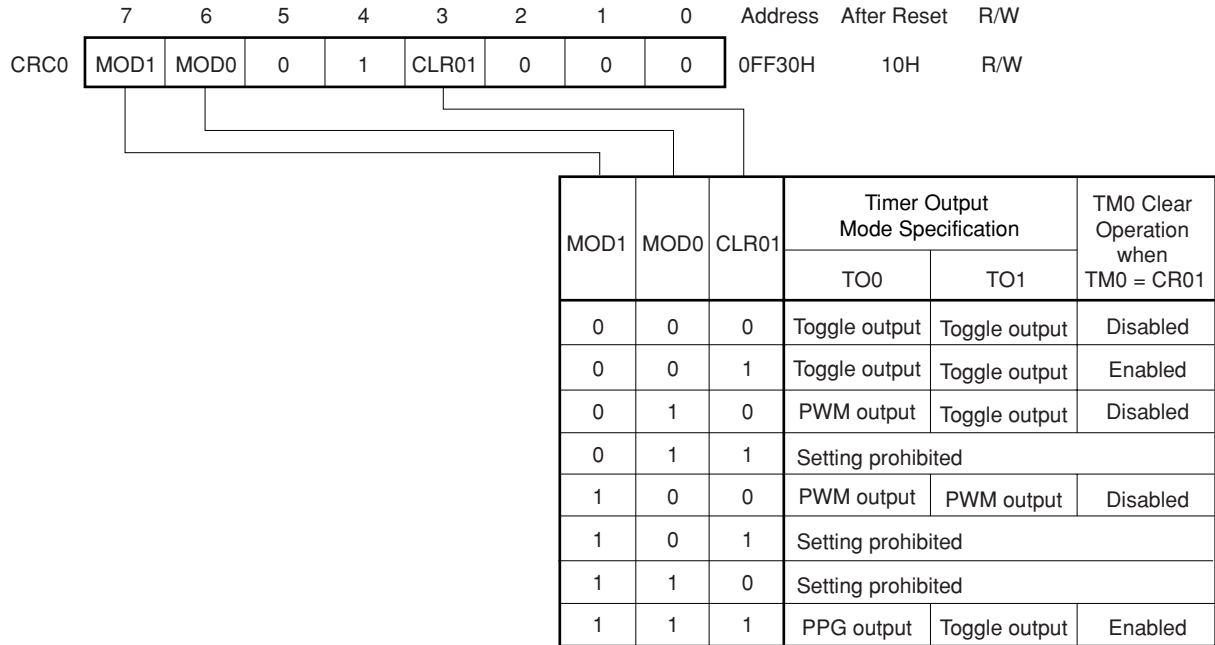 7 6 5 4 3 2 1 0 Address After Reset R/W
CRC0 MOD1 MOD0 0 1 CLR01 0 0 0 0FF30H 10H R/W
MOD1 MOD0 CLR01
Timer Output
Mode Specification
TO0 TO1
TM0 Clear
Operation
when
TM0 = CR01
0 0 0 Toggle output Toggle output Disabled
0 0 1 Toggle output Toggle output Enabled
0 1 0 PWM output Toggle output Disabled
0 1 1 Setting prohibited
1 0 0 PWM output PWM output Disabled
1 0 1 Setting prohibited
1 1 0 Setting prohibited
1 1 1 PPG output Toggle output Enabled